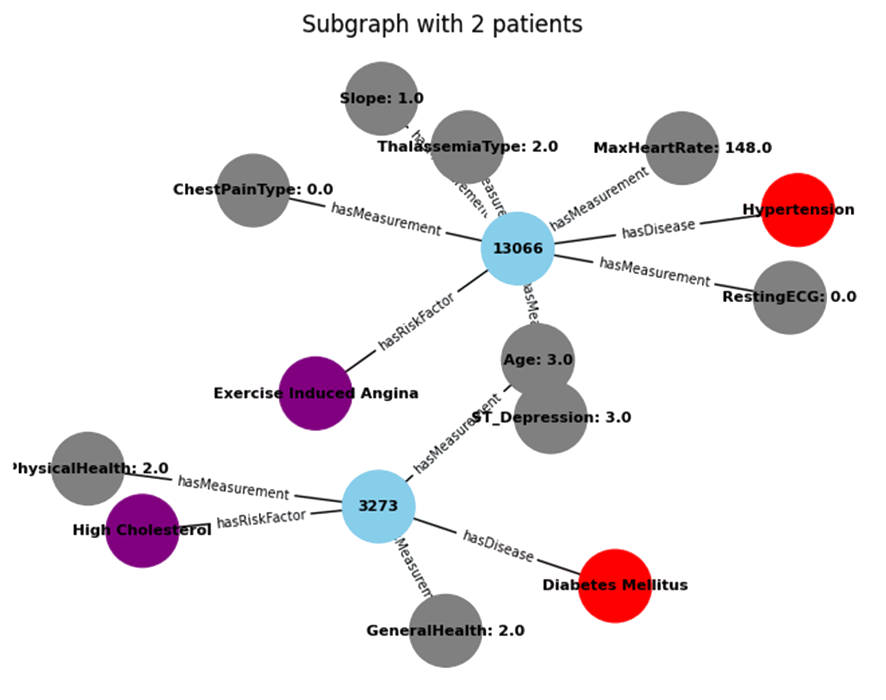 Subgraph with 2 patients
Slope: 1.0
ThalassemiaType: 2.0
MaxHeartRate: 148.0
ChestPainType: 0.0
hasMeasurement
hasMeasurement
Hypertension
hasDisease
13066
hasMeasurement
RestingECG: 0.0
hasRiskFactor
Age: 3.0
Exercise Induced Angina
ST_Depression: 3.0
hasMeasurement
PhysicalHealth: 2.0
hasMeasurement
3273
High Cholesterol
hasRiskFactor
hasDisease
Diabetes Mellitus
GeneralHealth: 2.0